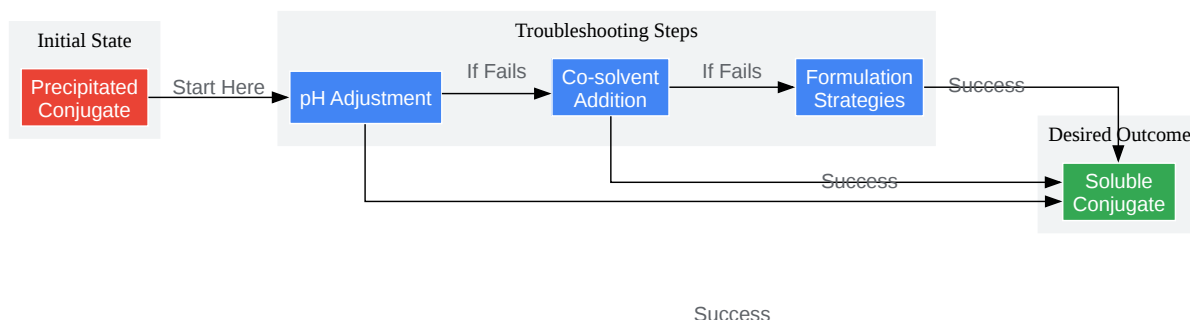 Initial State
Precipitated
Conjugate
Start Here
Troubleshooting Steps
pH Adjustment
If Fails
Co-solvent
Addition
If Fails
Formulation
Strategies
Success
Desired Outcome
Soluble
Conjugate
Success
Success